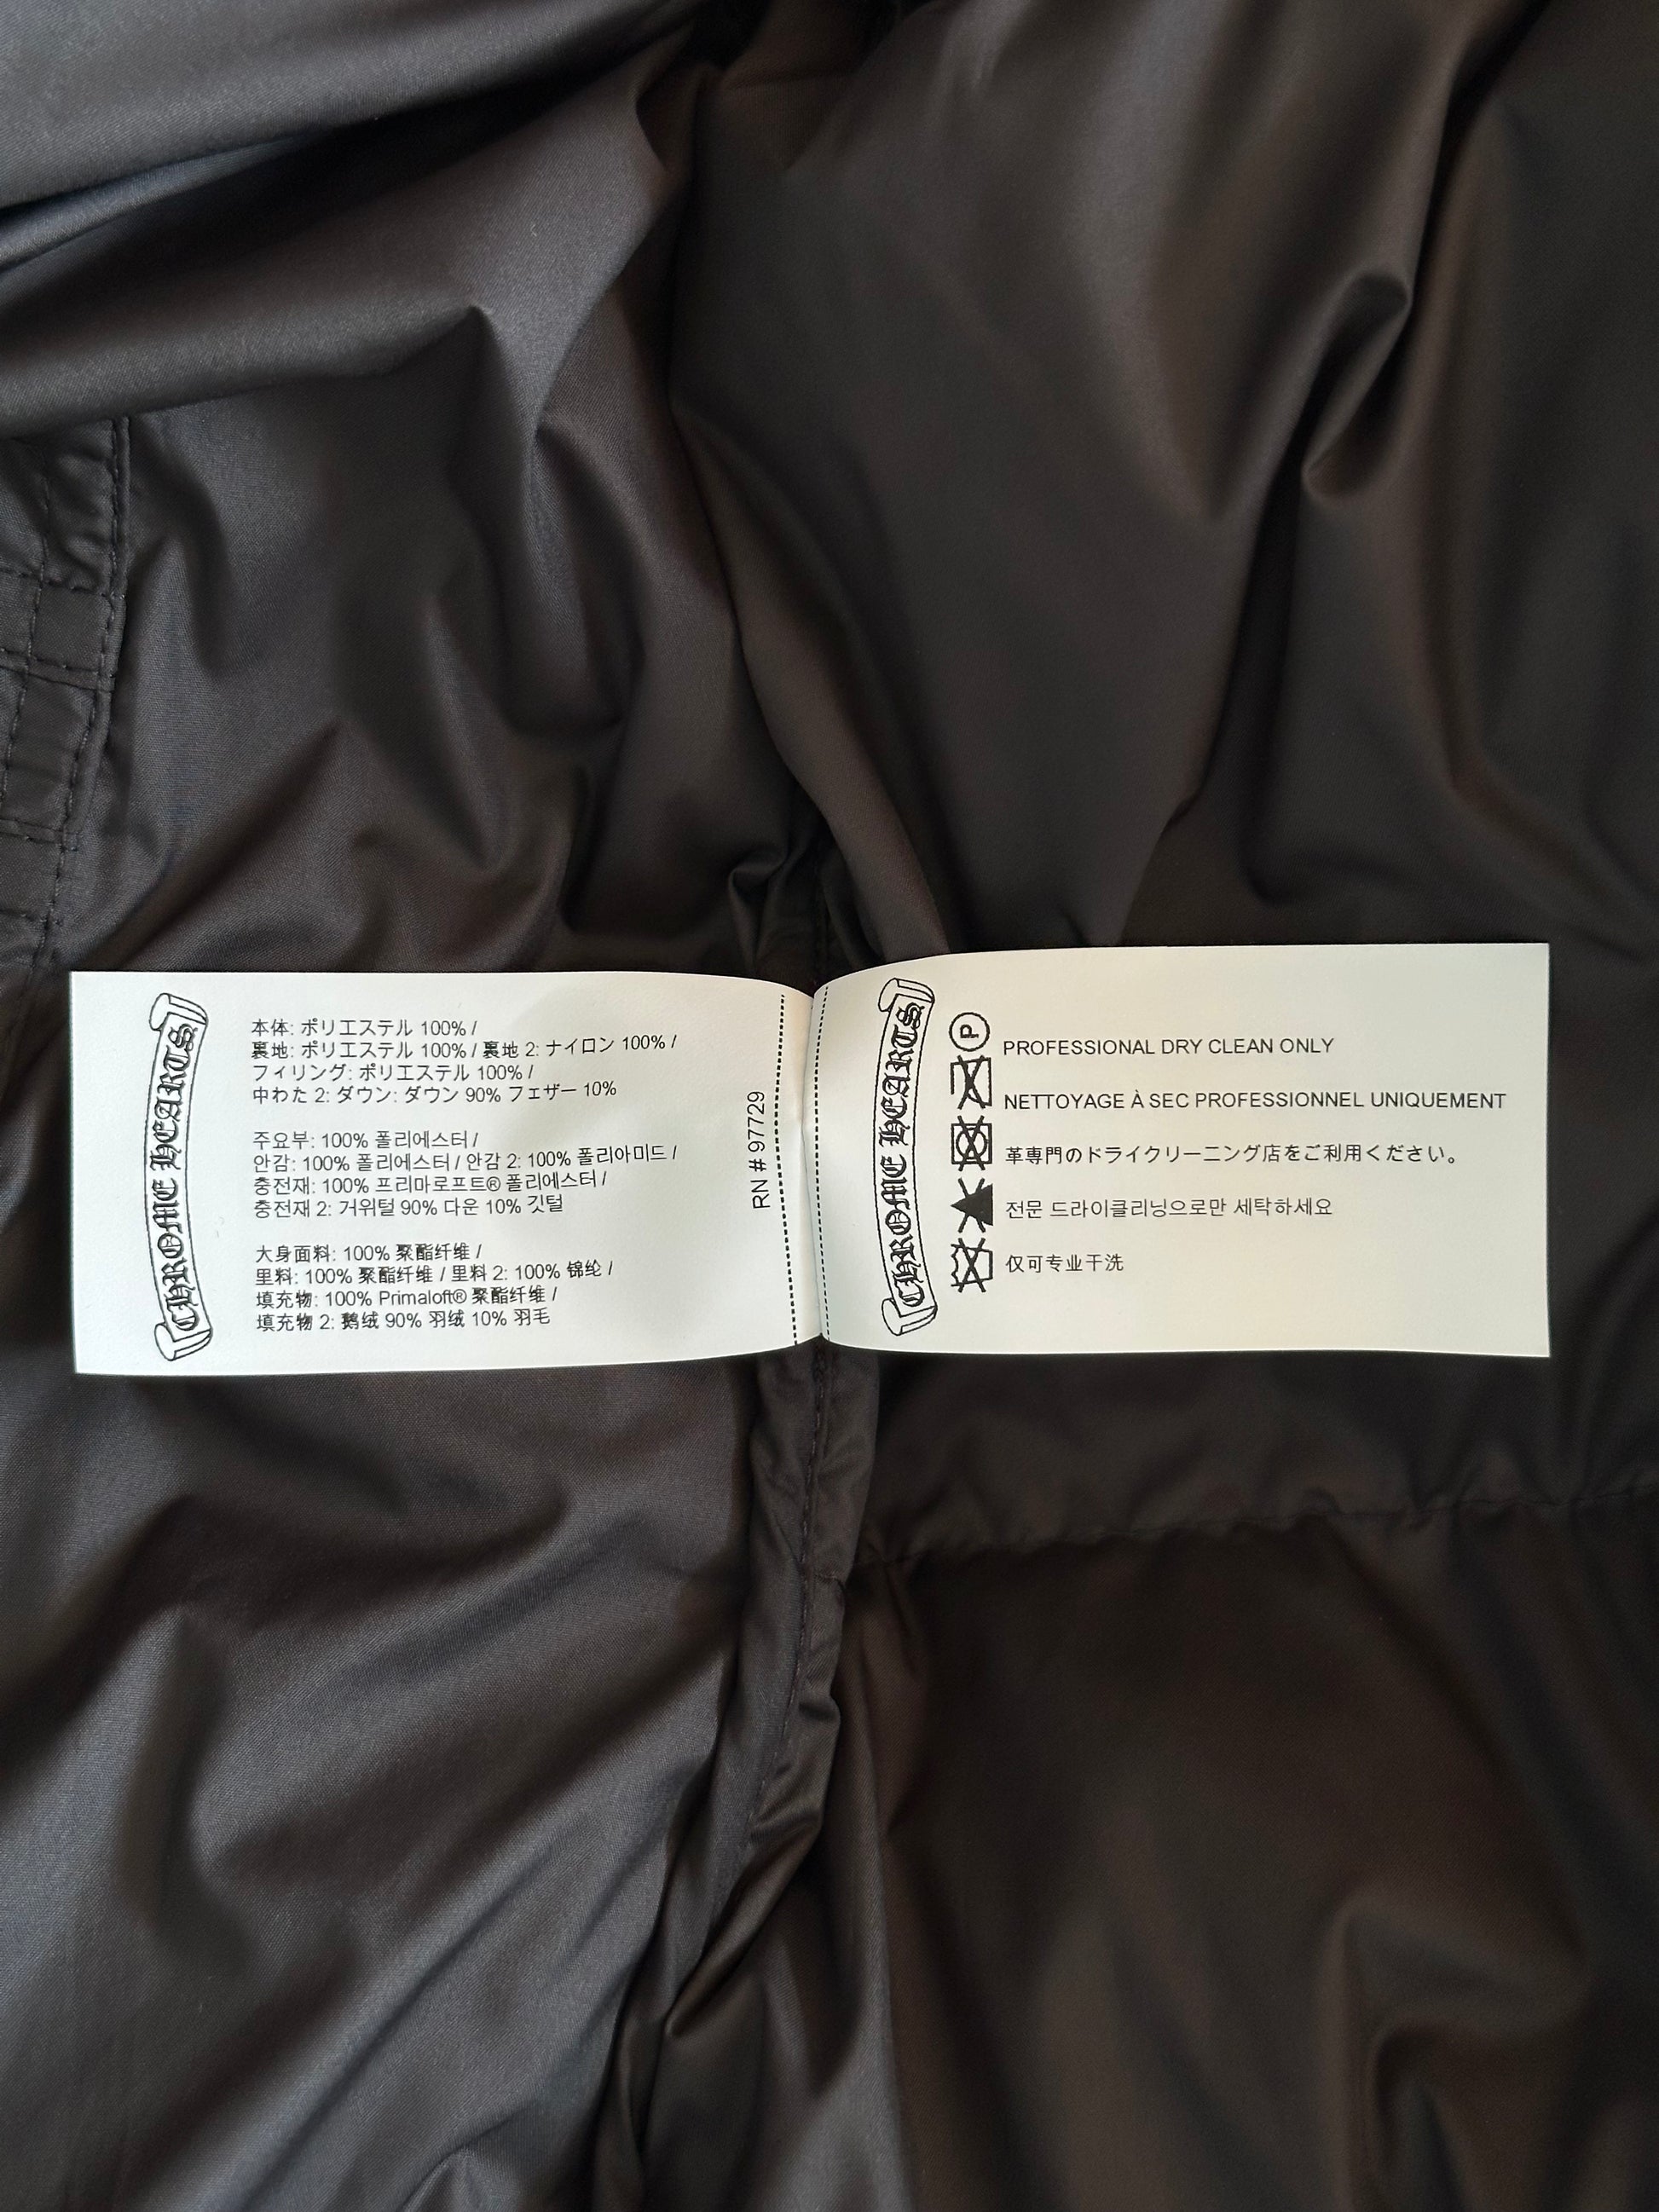 CHROME HEARTS
本体: ポリエステル 100% /
裏地: ポリエステル 100% / 裏地 2: ナイロン 100% /
フィリング: ポリエステル 100% /
中わた 2: ダウン: ダウン 90% フェザー 10%
주요부: 100% 폴리에스터 /
안감: 100% 폴리에스터 / 안감 2: 100% 폴리아미드 /
충전재: 100% 프리마로프트® 폴리에스터 /
충전재 2: 거위털 90% 다운 10% 깃털
大身面料: 100% 聚酯纤维 /
里料: 100% 聚酯纤维 / 里料 2: 100% 锦纶 /
填充物: 100% Primaloft® 聚酯纤维 /
填充物 2: 鹅绒 90% 羽绒 10% 羽毛
RN # 97729
CHROME HEARTS
P
PROFESSIONAL DRY CLEAN ONLY
NETTOYAGE À SEC PROFESSIONNEL UNIQUEMENT
革専門のドライクリーニング店をご利用ください。
전문 드라이클리닝으로만 세탁하세요
仅可专业干洗